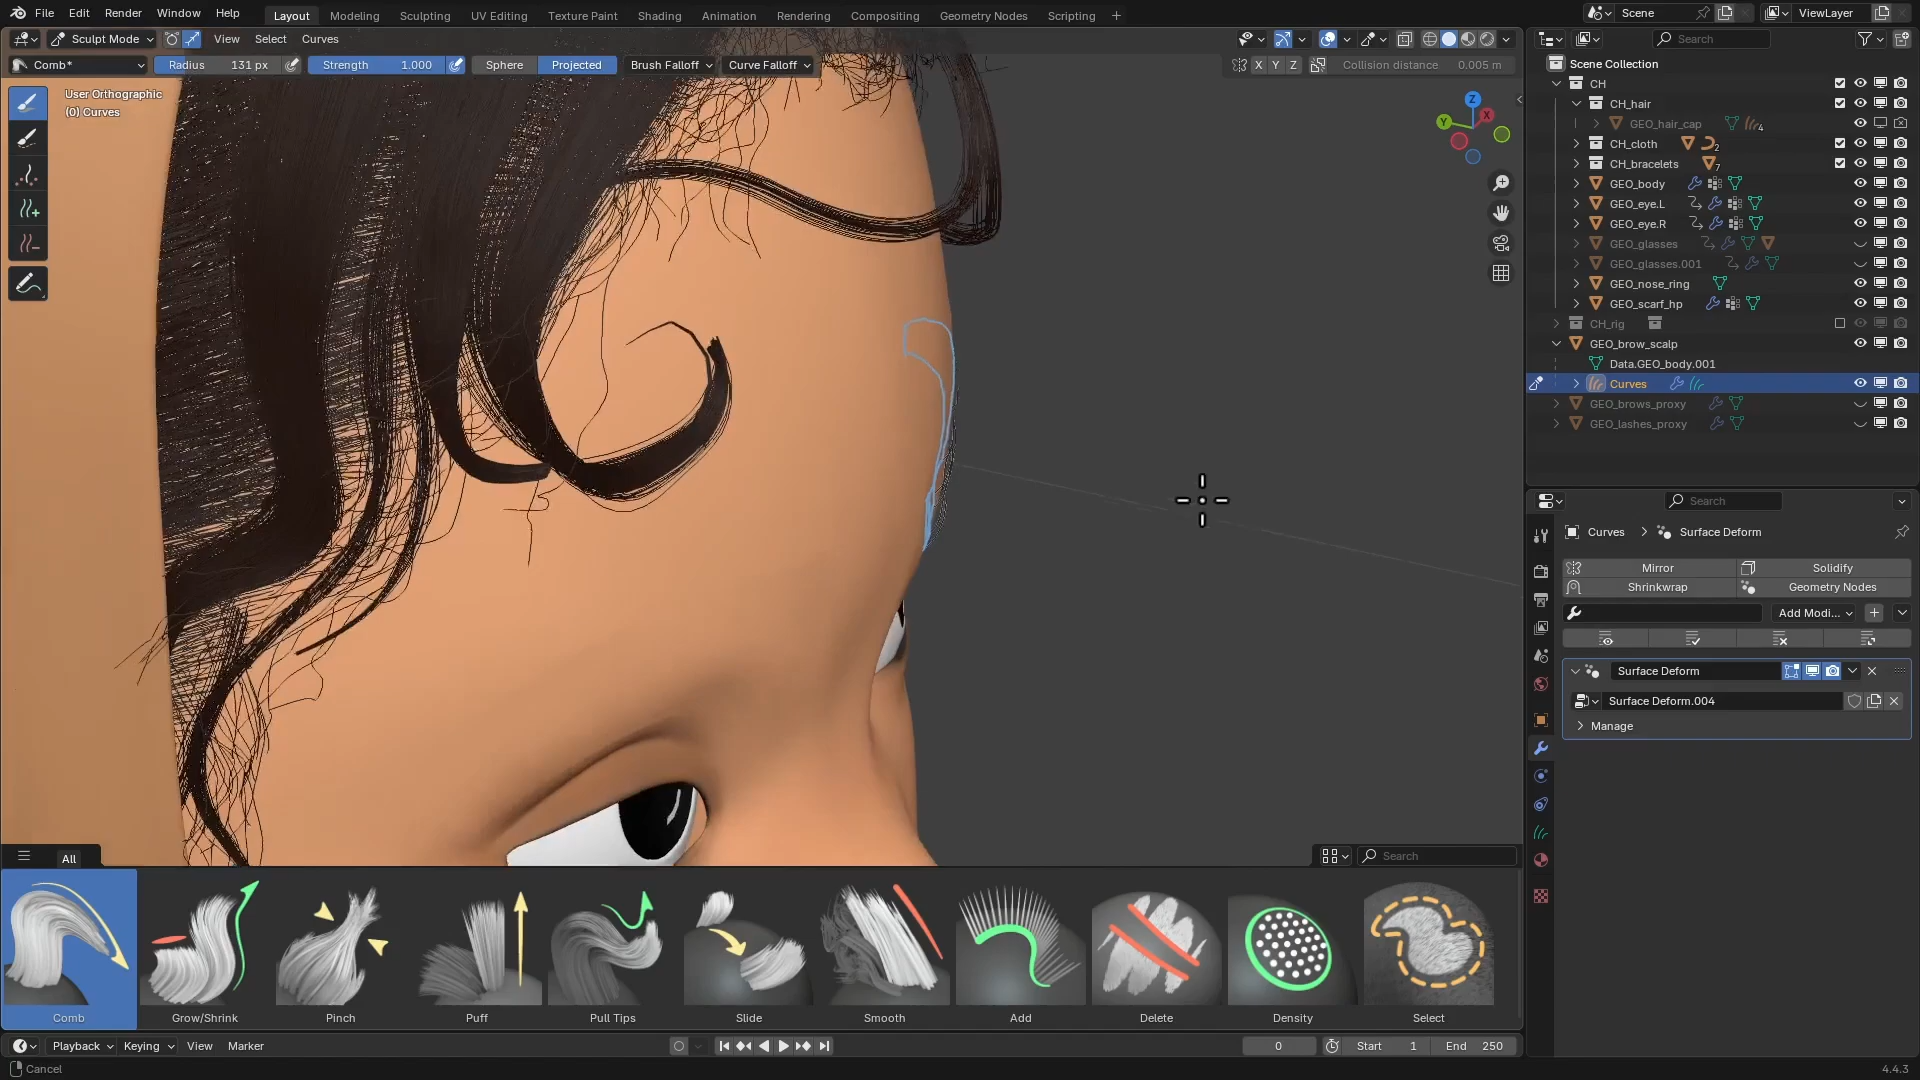 File Edit Render Window Help Layout Modeling Sculpting UV Editing Texture Paint Shading Animation Rendering Compositing Geometry Nodes Scripting + Scene ViewLayer
Sculpt Mode View Select Curves Search
Comb* Radius 131 px Strength 1.000 Sphere Projected Brush Falloff Curve Falloff X Y Z Collision distance 0.005 m
Scene Collection
User Orthographic
(0) Curves
Z
X
Y
CH
CH_hair
GEO_hair_cap 4
CH_cloth 2
CH_bracelets 7
GEO_body
GEO_eye.L
GEO_eye.R
GEO_glasses
GEO_glasses.001
GEO_nose_ring
GEO_scarf_hp
CH_rig
GEO_brow_scalp
Data.GEO_body.001
Curves
GEO_brows_proxy
GEO_lashes_proxy
Search
Curves Surface Deform
Mirror Solidify
Shrinkwrap Geometry Nodes
Add Modi... +
Surface Deform
Surface Deform.004
Manage
All Search
Comb Grow/Shrink Pinch Puff Pull Tips Slide Smooth Add Delete Density Select
Playback Keying View Marker 0 Start 1 End 250
Cancel 4.4.3